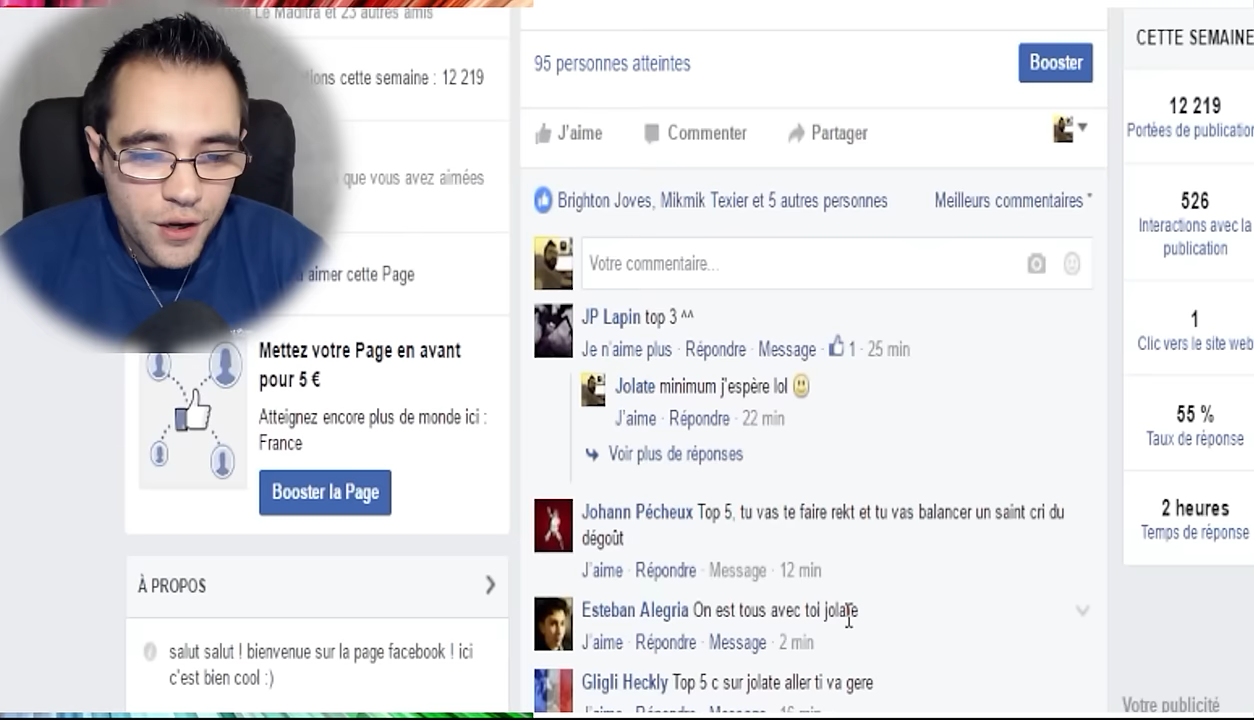 Le Maditra et 23 autres amis
cette semaine : 12 219
que vous avez aimées
aimer cette Page
Mettez votre Page en avant
pour 5 €
Atteignez encore plus de monde ici :
France
Booster la Page
À PROPOS
salut salut ! bienvenue sur la page facebook ! ici
c'est bien cool :)
95 personnes atteintes
Booster
J'aime Commenter Partager
Brighton Joves, Mikmik Texier et 5 autres personnes Meilleurs commentaires
Votre commentaire...
JP Lapin top 3 ^^
Je n'aime plus · Répondre · Message · 1 · 25 min
Jolate minimum j'espère lol
J'aime · Répondre · 22 min
Voir plus de réponses
Johann Pécheux Top 5, tu vas te faire rekt et tu vas balancer un saint cri du
dégoût
J'aime · Répondre · Message · 12 min
Esteban Alegria On est tous avec toi jolate
J'aime · Répondre · Message · 2 min
Gligli Heckly Top 5 c sur jolate aller ti va gere
J'aime · Répondre · Message · 16 min
CETTE SEMAINE
12 219
Portées de publication
526
Interactions avec la
publication
1
Clic vers le site web
55 %
Taux de réponse
2 heures
Temps de réponse
Votre publicité